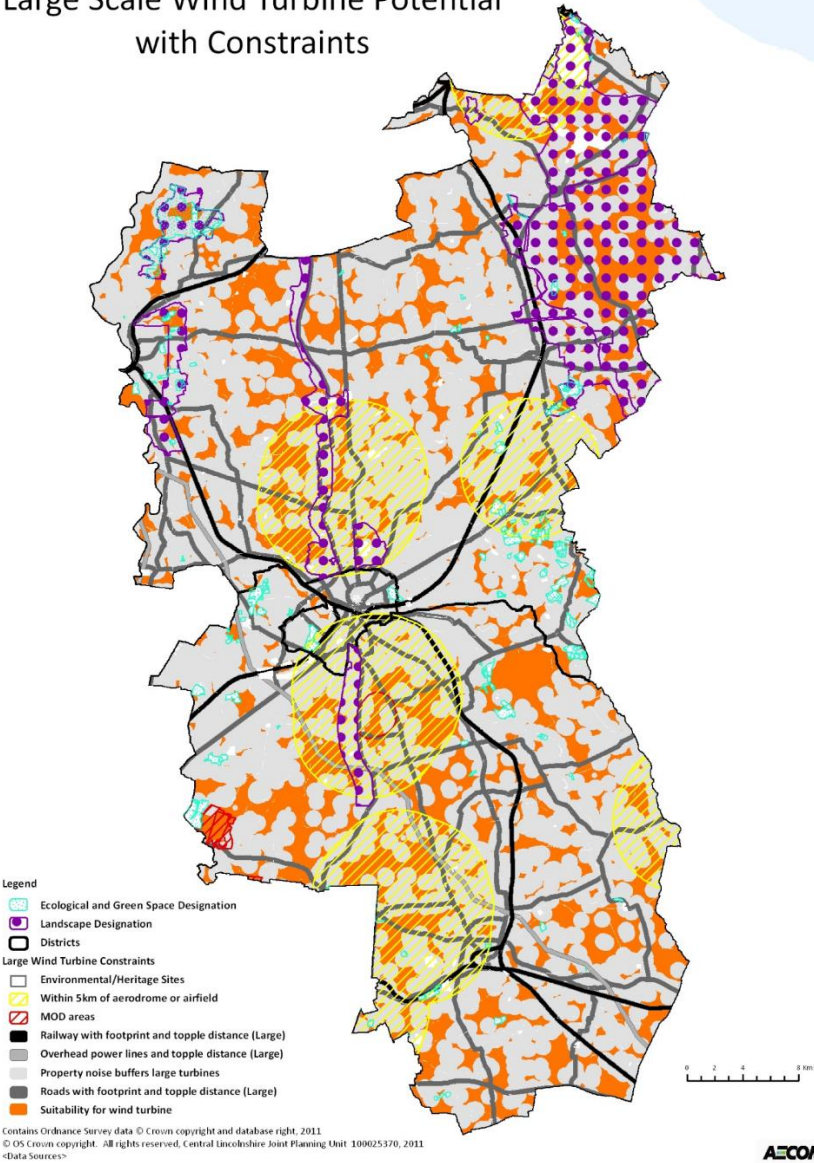 Large Scale Wind Turbine Potential
with Constraints
Legend
Ecological and Green Space Designation
Landscape Designation
Districts
Large Wind Turbine Constraints
Environmental/Heritage Sites
Within 5km of aerodrome or airfield
MOD areas
Railway with footprint and topple distance (Large)
Overhead power lines and topple distance (Large)
Property noise buffers large turbines
Roads with footprint and topple distance (Large)
Suitability for wind turbine
0 2 4 8 Km
Contains Ordnance Survey data © Crown copyright and database right, 2011
© OS Crown copyright. All rights reserved, Central Lincolnshire Joint Planning Unit 100025370, 2011
<Data Sources>
AECOM